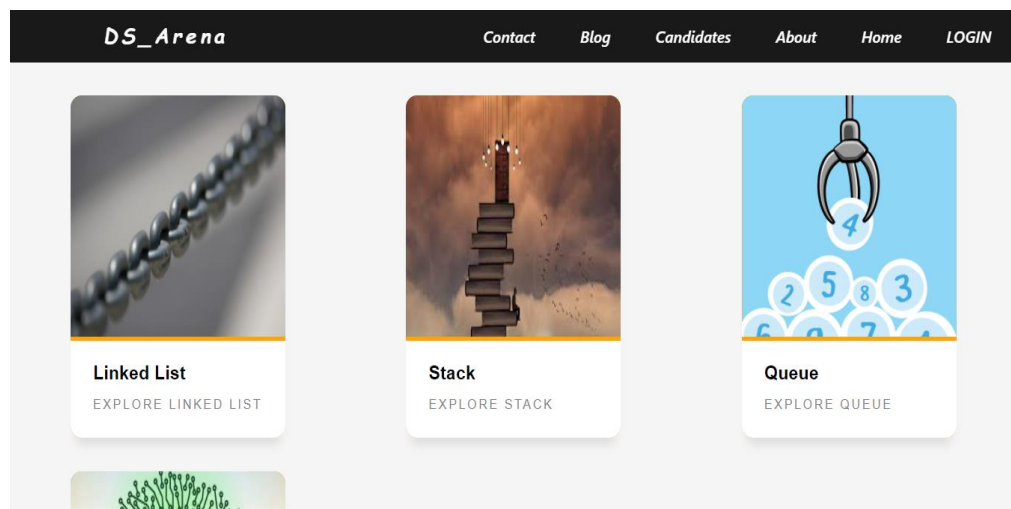 DS_Arena
Contact Blog Candidates About Home LOGIN
4
5
2
8
3
7
Linked List
EXPLORE LINKED LIST
Stack
EXPLORE STACK
Queue
EXPLORE QUEUE